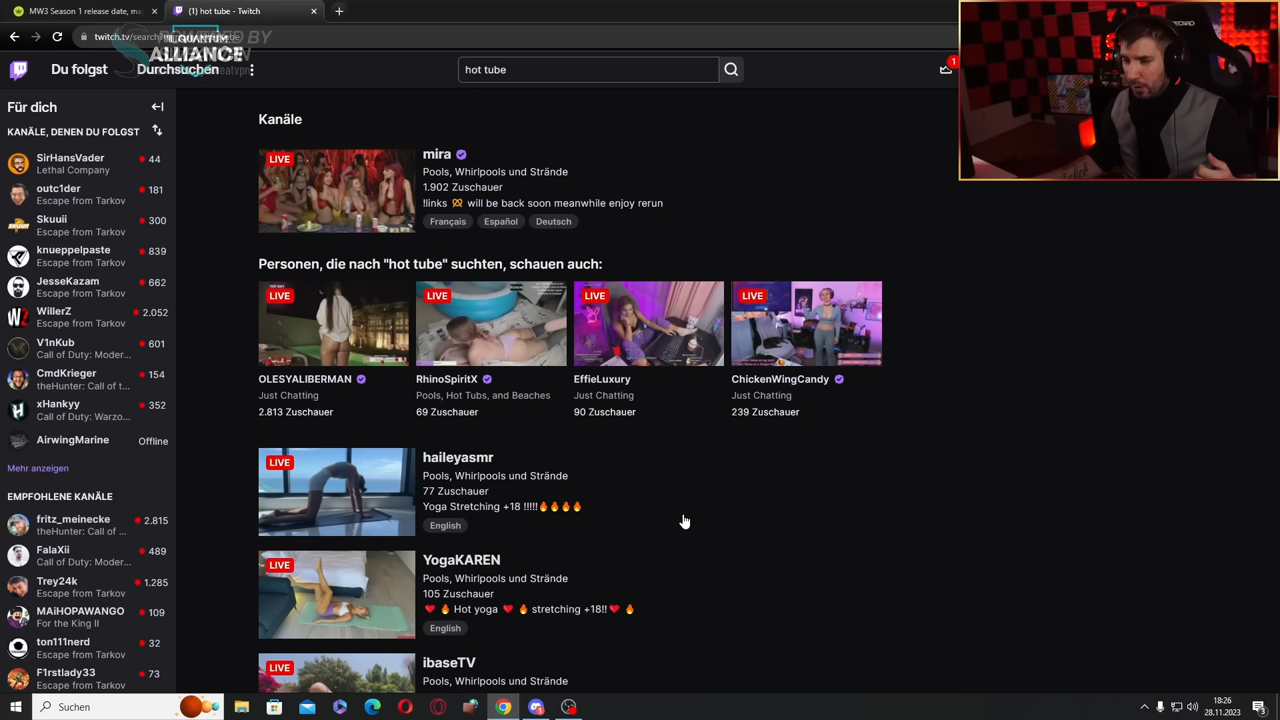 MW3 Season 1 release date, ma
(1) hot tube - Twitch
twitch.tv/search
POWERED BY
QUANTUM
ALLIANCE
Du folgst
Durchsuchen
hot tube
1
Für dich
KANÄLE, DENEN DU FOLGST
SirHansVader
44
Lethal Company
outc1der
181
Escape from Tarkov
Skuuii
300
Escape from Tarkov
knueppelpaste
839
Escape from Tarkov
JesseKazam
662
Escape from Tarkov
WillerZ
2.052
Escape from Tarkov
V1nKub
601
Call of Duty: Moder...
CmdKrieger
154
theHunter: Call of t...
xHankyy
352
Call of Duty: Warzo...
AirwingMarine
Offline
Mehr anzeigen
EMPFOHLENE KANÄLE
fritz_meinecke
2.815
theHunter: Call of ...
FalaXii
489
Call of Duty: Moder...
Trey24k
1.285
Call of Duty: Moder...
MAiHOPAWANGO
109
For the King II
ton111nerd
32
Escape from Tarkov
F1rstlady33
73
Escape from Tarkov
Kanäle
LIVE
mira
Pools, Whirlpools und Strände
1.902 Zuschauer
!links will be back soon meanwhile enjoy rerun
Français Español Deutsch
Personen, die nach "hot tube" suchten, schauen auch:
LIVE
LIVE
LIVE
LIVE
OLESYALIBERMAN
RhinoSpiritX
EffieLuxury
ChickenWingCandy
Just Chatting
Pools, Hot Tubs, and Beaches
Just Chatting
Just Chatting
2.813 Zuschauer
69 Zuschauer
90 Zuschauer
239 Zuschauer
LIVE
haileyasmr
Pools, Whirlpools und Strände
77 Zuschauer
Yoga Stretching +18 !!!!!🔥🔥🔥🔥
English
LIVE
YogaKAREN
Pools, Whirlpools und Strände
105 Zuschauer
❤️ 🔥 Hot yoga ❤️ 🔥 stretching +18!!❤️ 🔥
English
LIVE
ibaseTV
Pools, Whirlpools und Strände
Suchen
18:26
28.11.2023
3